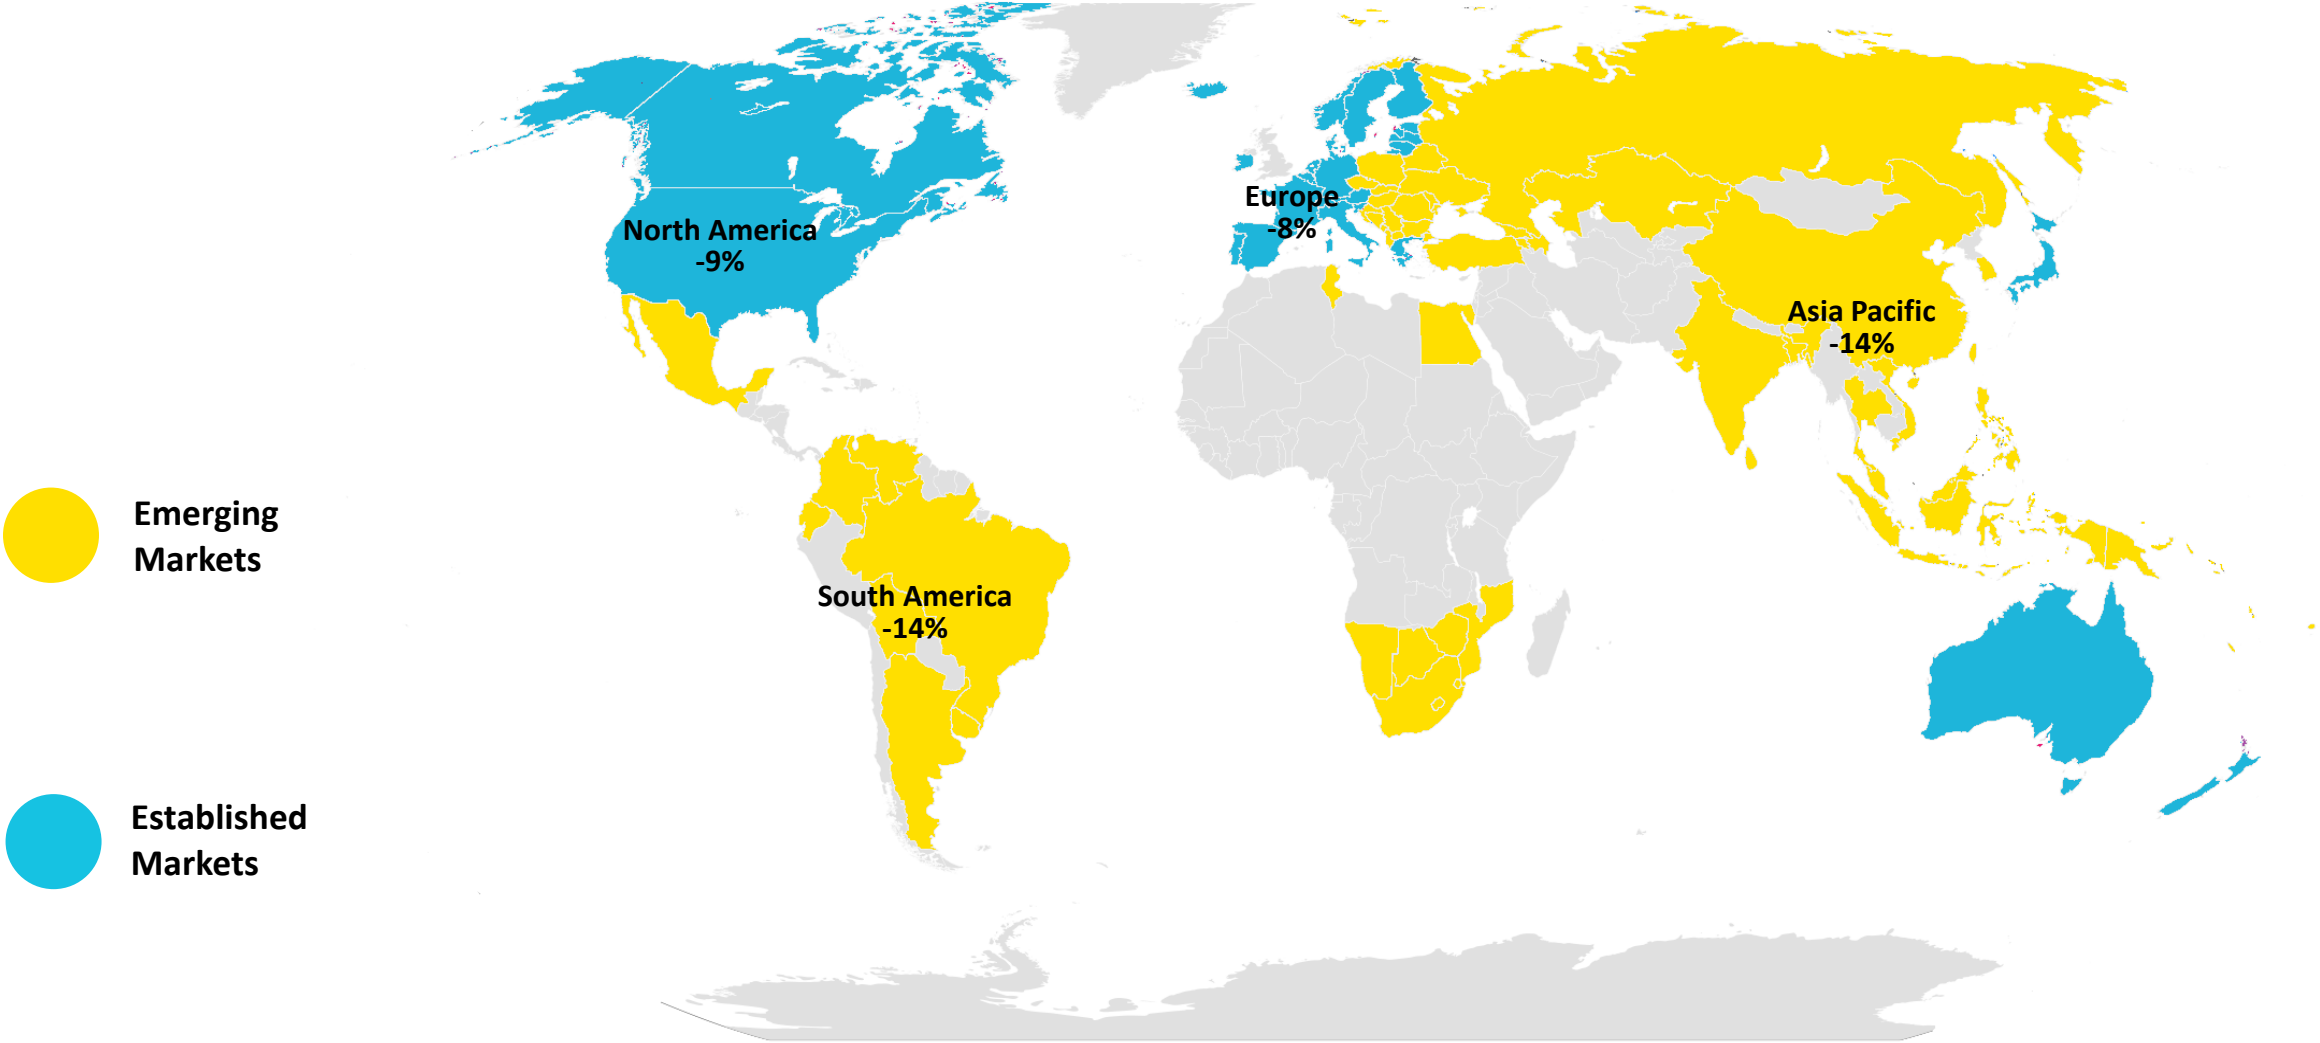 North America
-9%
Europe
-8%
Asia Pacific
-14%
South America
-14%
Emerging
Markets
Established
Markets